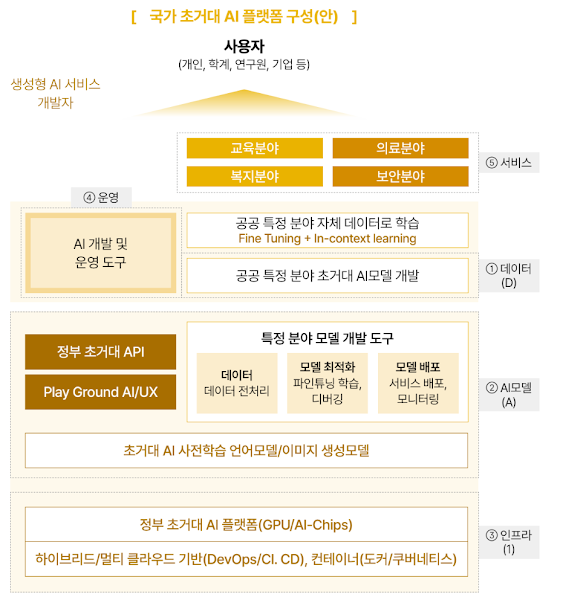 [ 국가 초거대 AI 플랫폼 구성(안) ]
사용자
(개인, 학계, 연구원, 기업 등)
생성형 AI 서비스
개발자
교육분야
의료분야
복지분야
보안분야
⑤ 서비스
④ 운영
AI 개발 및
운영 도구
공공 특정 분야 자체 데이터로 학습
Fine Tuning + In-context learning
공공 특정 분야 초거대 AI모델 개발
① 데이터
(D)
정부 초거대 API
Play Ground AI/UX
특정 분야 모델 개발 도구
데이터
데이터 전처리
모델 최적화
파인튜닝 학습,
디버깅
모델 배포
서비스 배포,
모니터링
② AI모델
(A)
초거대 AI 사전학습 언어모델/이미지 생성모델
정부 초거대 AI 플랫폼(GPU/AI-Chips)
하이브리드/멀티 클라우드 기반(DevOps/CI. CD), 컨테이너(도커/쿠버네티스)
③ 인프라
(1)